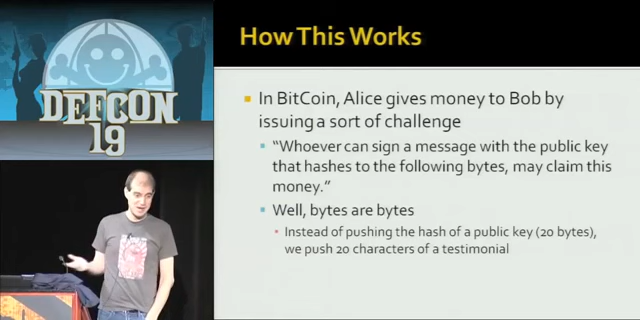 DEFCON
19
How This Works
In BitCoin, Alice gives money to Bob by
issuing a sort of challenge
"Whoever can sign a message with the public key
that hashes to the following bytes, may claim this
money."
Well, bytes are bytes
Instead of pushing the hash of a public key (20 bytes),
we push 20 characters of a testimonial